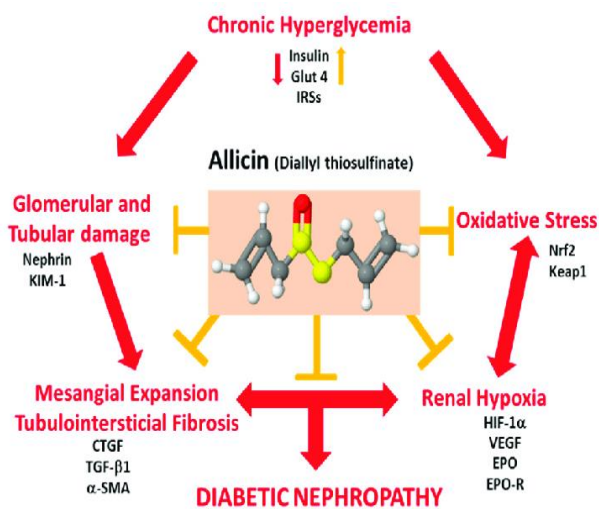 Chronic Hyperglycemia
Insulin
Glut 4
IRSs
Allicin (Diallyl thiosulfinate)
Glomerular and
Tubular damage
Nephrin
KIM-1
Oxidative Stress
Nrf2
Keap1
Mesangial Expansion
Tubulointersticial Fibrosis
CTGF
TGF-β1
α-SMA
Renal Hypoxia
HIF-1α
VEGF
EPO
EPO-R
DIABETIC NEPHROPATHY